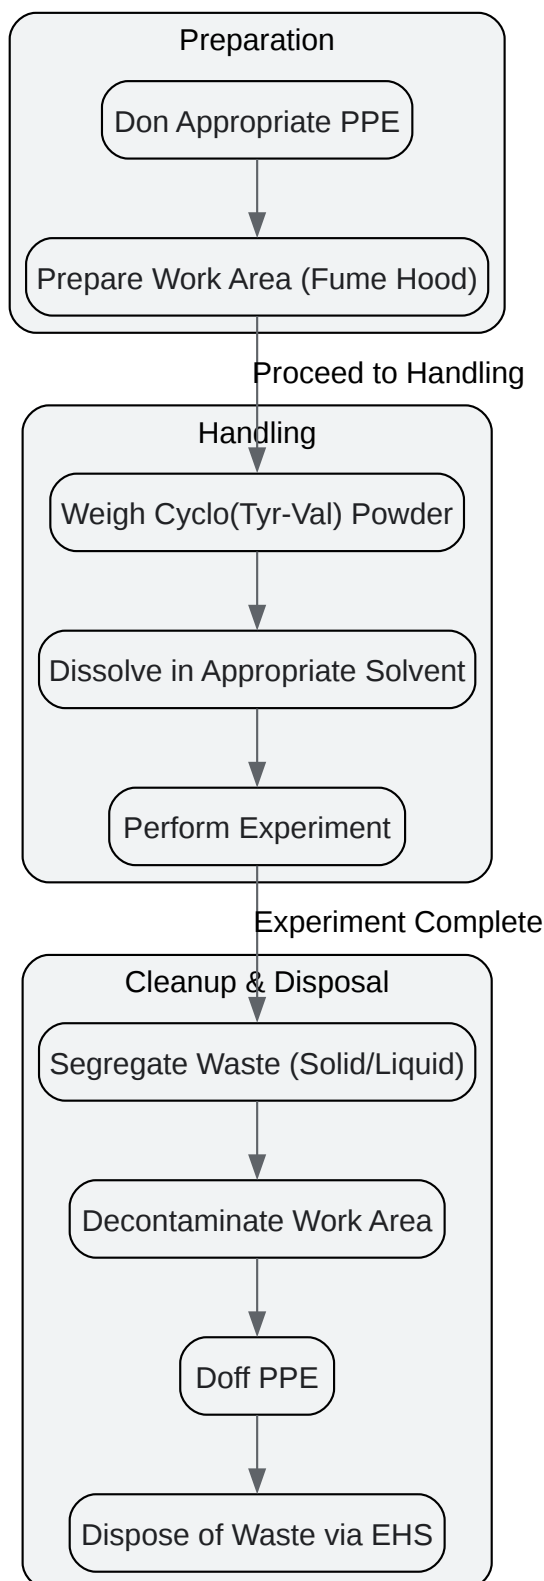 Preparation
Don Appropriate PPE
Prepare Work Area (Fume Hood)
Proceed to Handling
Handling
Weigh Cyclo(Tyr-Val) Powder
Dissolve in Appropriate Solvent
Perform Experiment
Experiment Complete
Cleanup & Disposal
Segregate Waste (Solid/Liquid)
Decontaminate Work Area
Doff PPE
Dispose of Waste via EHS